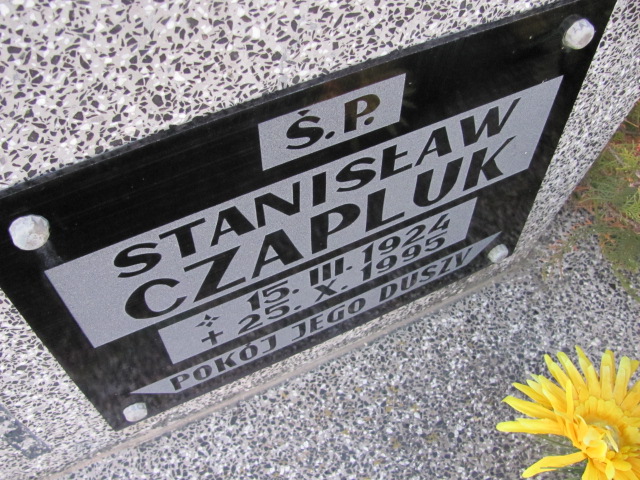 Ś.P.
STANISŁAW
CZAPLUK
15. III. 1924
+ 25. X. 1995
POKÓJ JEGO DUSZY